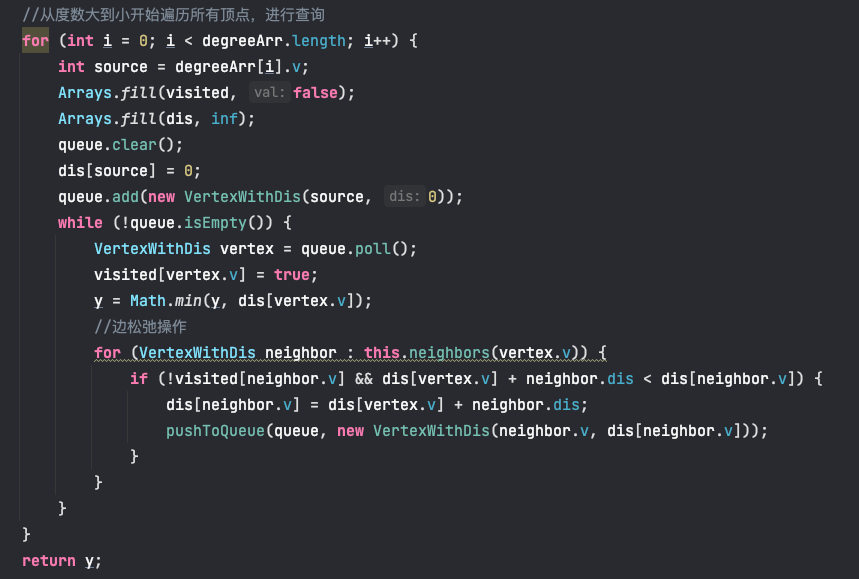 //从度数大到小开始遍历所有顶点，进行查询
for (int i = 0; i < degreeArr.length; i++) {
    int source = degreeArr[i].v;
    Arrays.fill(visited, val: false);
    Arrays.fill(dis, inf);
    queue.clear();
    dis[source] = 0;
    queue.add(new VertexWithDis(source, dis: 0));
    while (!queue.isEmpty()) {
        VertexWithDis vertex = queue.poll();
        visited[vertex.v] = true;
        y = Math.min(y, dis[vertex.v]);
        //边松弛操作
        for (VertexWithDis neighbor : this.neighbors(vertex.v)) {
            if (!visited[neighbor.v] && dis[vertex.v] + neighbor.dis < dis[neighbor.v]) {
                dis[neighbor.v] = dis[vertex.v] + neighbor.dis;
                pushToQueue(queue, new VertexWithDis(neighbor.v, dis[neighbor.v]));
            }
        }
    }
}
return y;